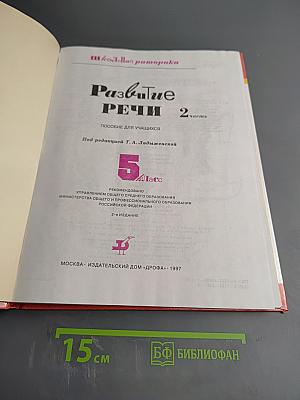 Школьная риторика
Развитие
РЕЧИ 2 часть
ПОСОБИЕ ДЛЯ УЧАЩИХСЯ
Под редакцией Т. А. Ладыженской
5 класс
РЕКОМЕНДОВАНО
УПРАВЛЕНИЕМ ОБЩЕГО СРЕДНЕГО ОБРАЗОВАНИЯ
МИНИСТЕРСТВА ОБЩЕГО И ПРОФЕССИОНАЛЬНОГО ОБРАЗОВАНИЯ
РОССИЙСКОЙ ФЕДЕРАЦИИ
2-е издание
МОСКВА· ИЗДАТЕЛЬСКИЙ ДОМ «ДРОФА»· 1997
15 см
БФ БИБЛИОФАН